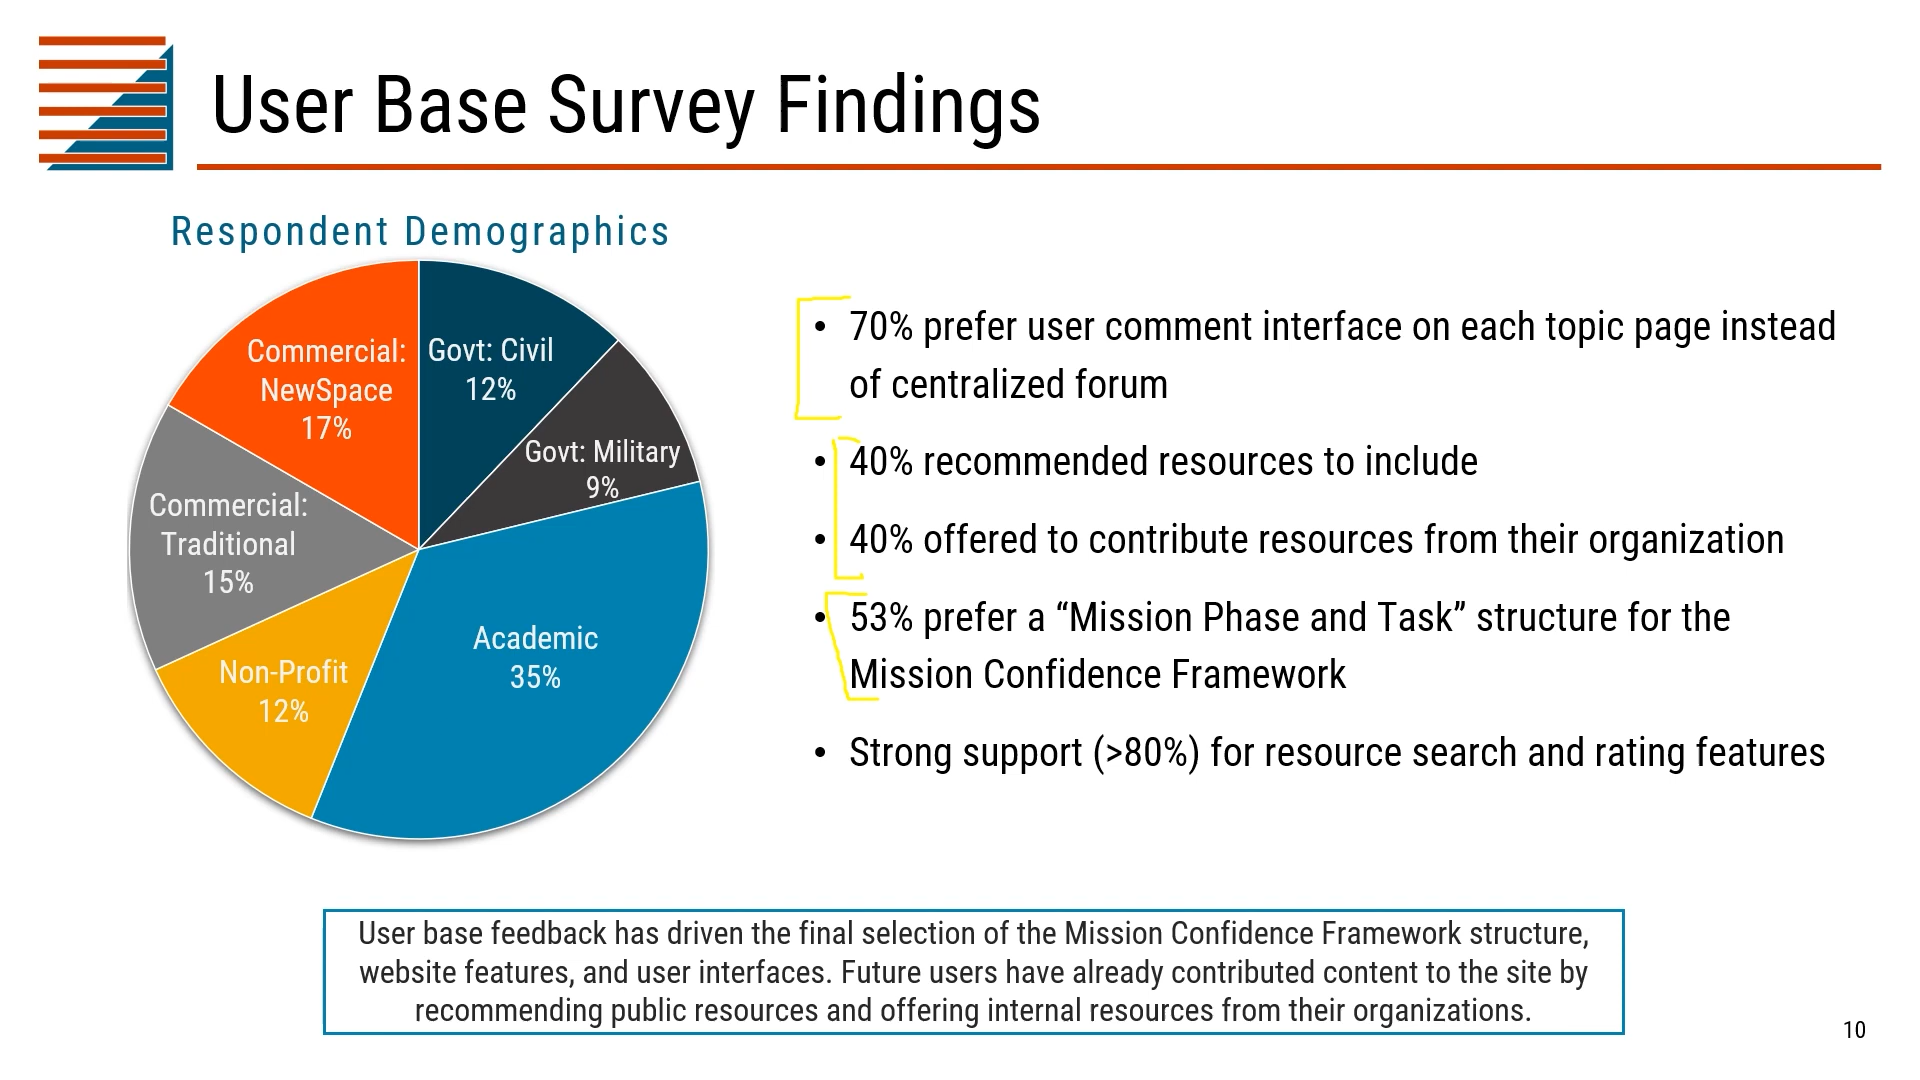 User Base Survey Findings
Respondent Demographics
Commercial:
NewSpace
17%
Govt: Civil
12%
Govt: Military
9%
Commercial:
Traditional
15%
Academic
35%
Non-Profit
12%
• 70% prefer user comment interface on each topic page instead
of centralized forum
• 40% recommended resources to include
• 40% offered to contribute resources from their organization
• 53% prefer a “Mission Phase and Task” structure for the
Mission Confidence Framework
• Strong support (>80%) for resource search and rating features
User base feedback has driven the final selection of the Mission Confidence Framework structure,
website features, and user interfaces. Future users have already contributed content to the site by
recommending public resources and offering internal resources from their organizations.
10